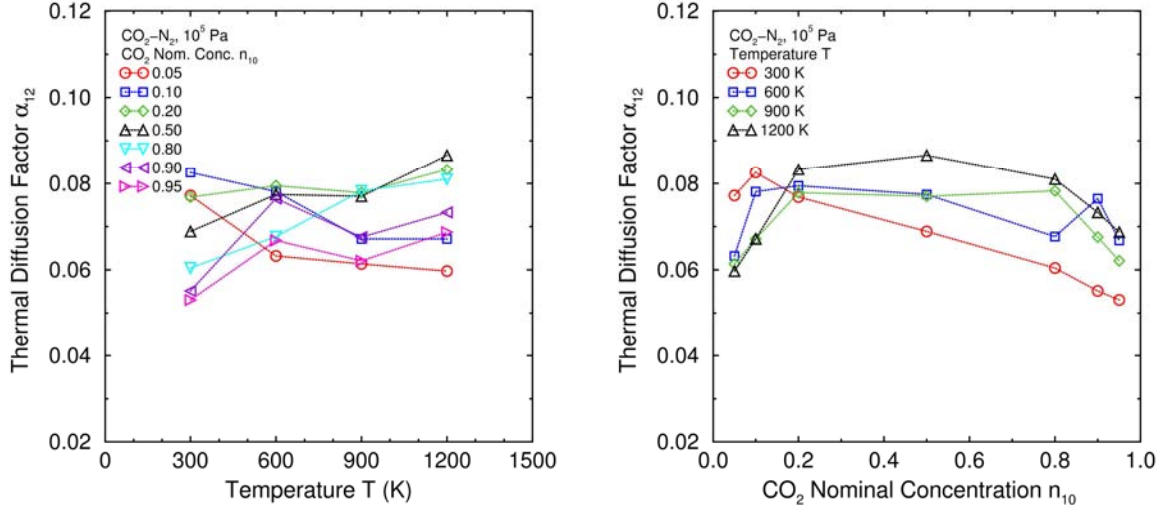 0.12
0.10
0.08
0.06
0.04
0.02
Thermal Diffusion Factor α₁₂
CO₂–N₂, 10⁵ Pa
CO₂ Nom. Conc. n₁₀
0.05
0.10
0.20
0.50
0.80
0.90
0.95
0 300 600 900 1200 1500
Temperature T (K)
0.12
0.10
0.08
0.06
0.04
0.02
Thermal Diffusion Factor α₁₂
CO₂–N₂, 10⁵ Pa
Temperature T
300 K
600 K
900 K
1200 K
0.0 0.2 0.4 0.6 0.8 1.0
CO₂ Nominal Concentration n₁₀